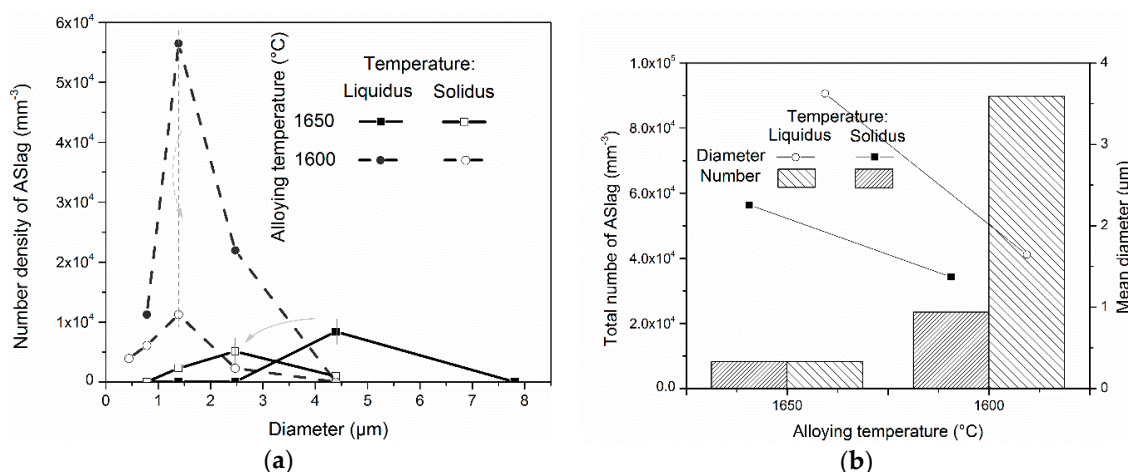 6x10⁴
5x10⁴
4x10⁴
3x10⁴
2x10⁴
1x10⁴
0
Number density of ASlag (mm⁻³)
Alloying temperature (°C)
Temperature:
Liquidus Solidus
1650
1600
0 1 2 3 4 5 6 7 8
Diameter (µm)
(a)
1.0x10⁵
8.0x10⁴
6.0x10⁴
4.0x10⁴
2.0x10⁴
0.0
Total numbe of ASlag (mm⁻³)
Temperature:
Liquidus Solidus
Diameter
Number
4
3
2
1
0
Mean diameter (µm)
1650 1600
Alloying temperature (°C)
(b)